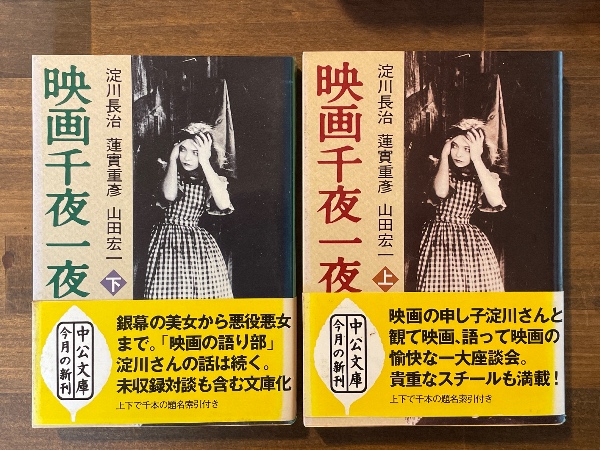 映画千夜一夜
淀川長治 蓮實重彦 山田宏一
下
中公文庫
今月の新刊
銀幕の美女から悪役悪女
まで。「映画の語り部」
淀川さんの話は続く。
未収録対談も含む文庫化
上下で千本の題名索引付き
映画千夜一夜
淀川長治 蓮實重彦 山田宏一
上
中公文庫
今月の新刊
映画の申し子淀川さんと
観て映画、語って映画の
愉快な一大座談会。
貴重なスチールも満載!
上下で千本の題名索引付き